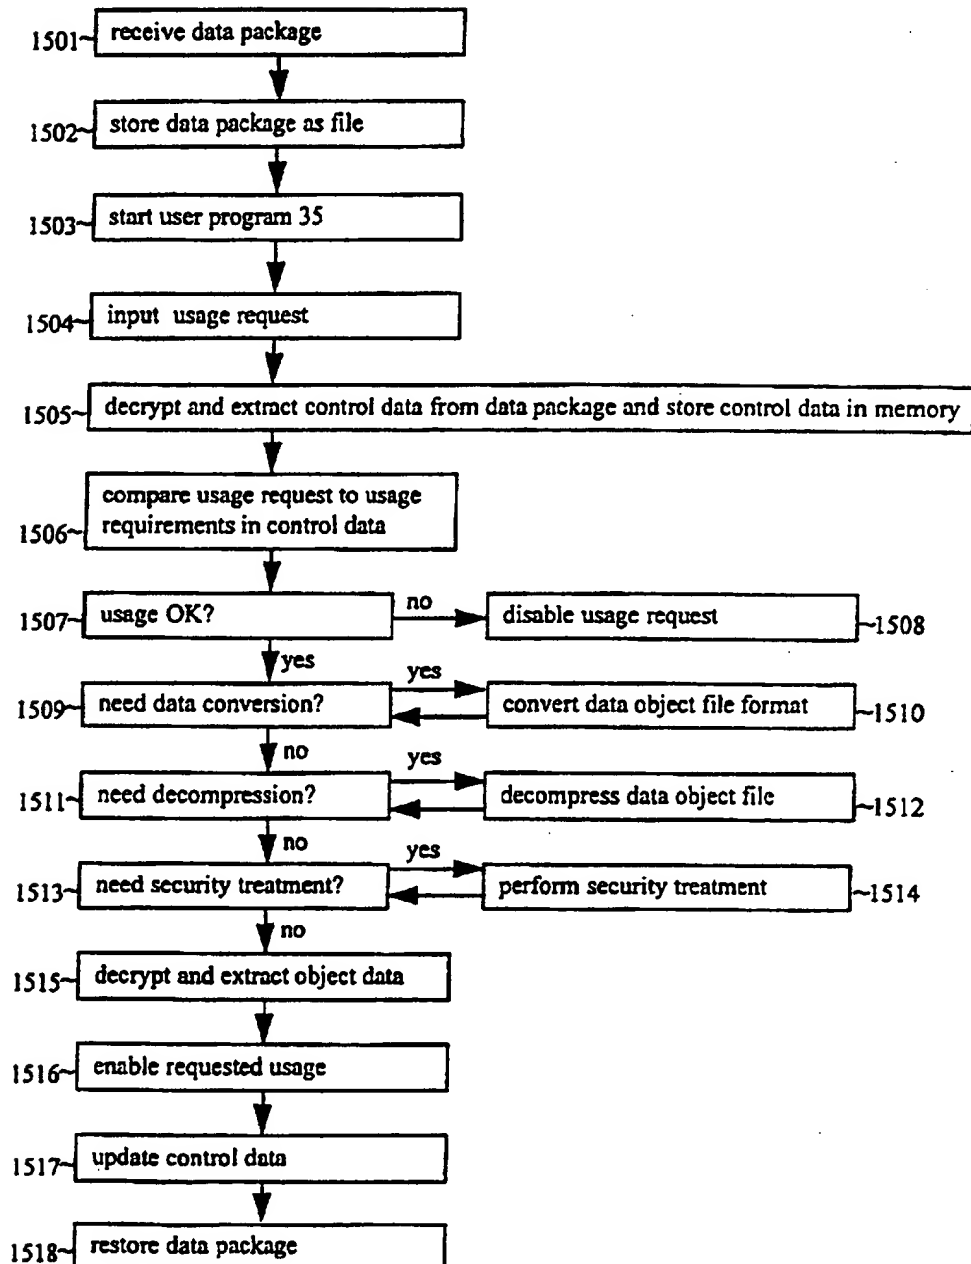 1501~ receive data package
1502~ store data package as file
1503~ start user program 35
1504~ input usage request
1505~ decrypt and extract control data from data package and store control data in memory
compare usage request to usage
1506~ requirements in control data
1507~ usage OK? no disable usage request ~1508
yes
1509~ need data conversion? yes convert data object file format ~1510
no
1511~ need decompression? yes decompress data object file ~1512
no
1513~ need security treatment? yes perform security treatment ~1514
no
1515~ decrypt and extract object data
1516~ enable requested usage
1517~ update control data
1518~ restore data package